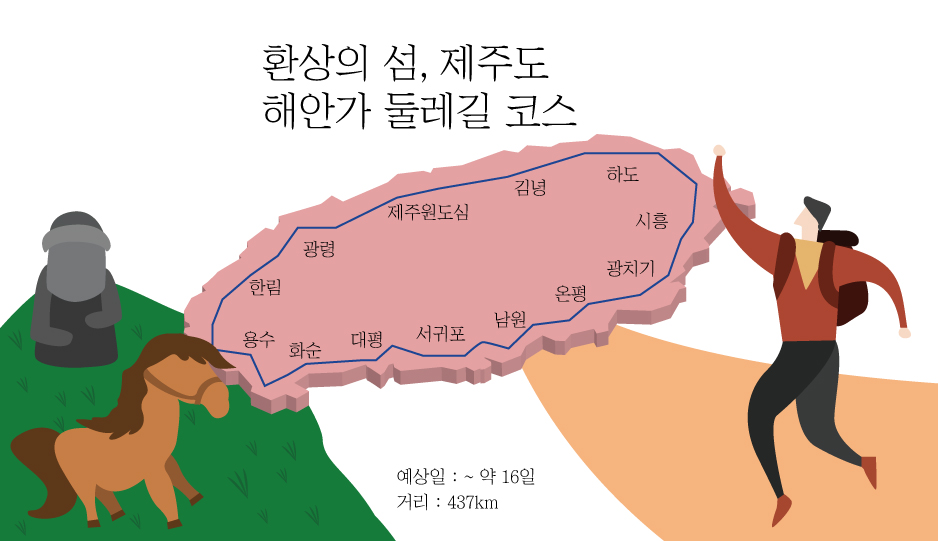 환상의 섬, 제주도
해안가 둘레길 코스
하도
김녕
제주원도심
시흥
광령
광치기
한림
온평
남원
서귀포
대평
용수
화순
예상일 : ~ 약 16일
거리 : 437km